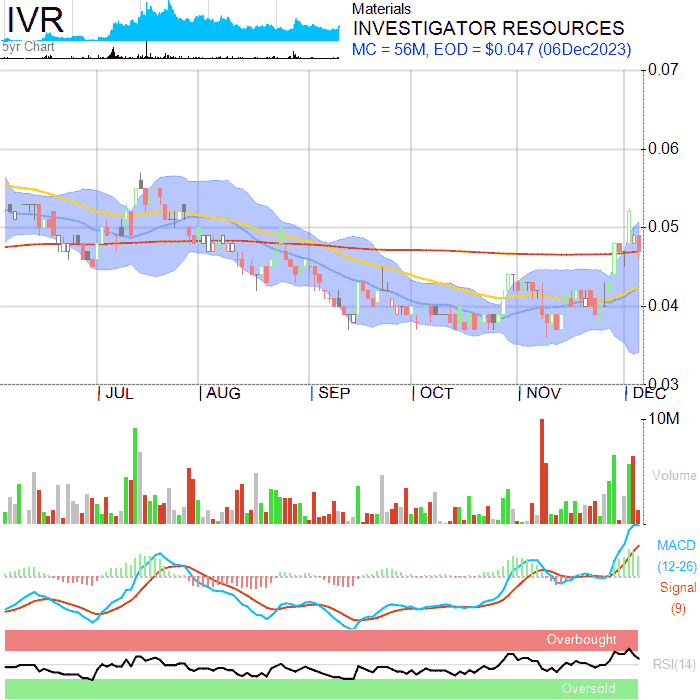 IVR
5yr Chart
Materials
INVESTIGATOR RESOURCES
MC = 56M, EOD = $0.047 (06Dec2023)
0.07
0.06
0.05
0.04
0.03
JUL
AUG
SEP
OCT
NOV
DEC
10M
Volume
MACD
(12-26)
Signal
(9)
Overbought
RSI(14)
Oversold